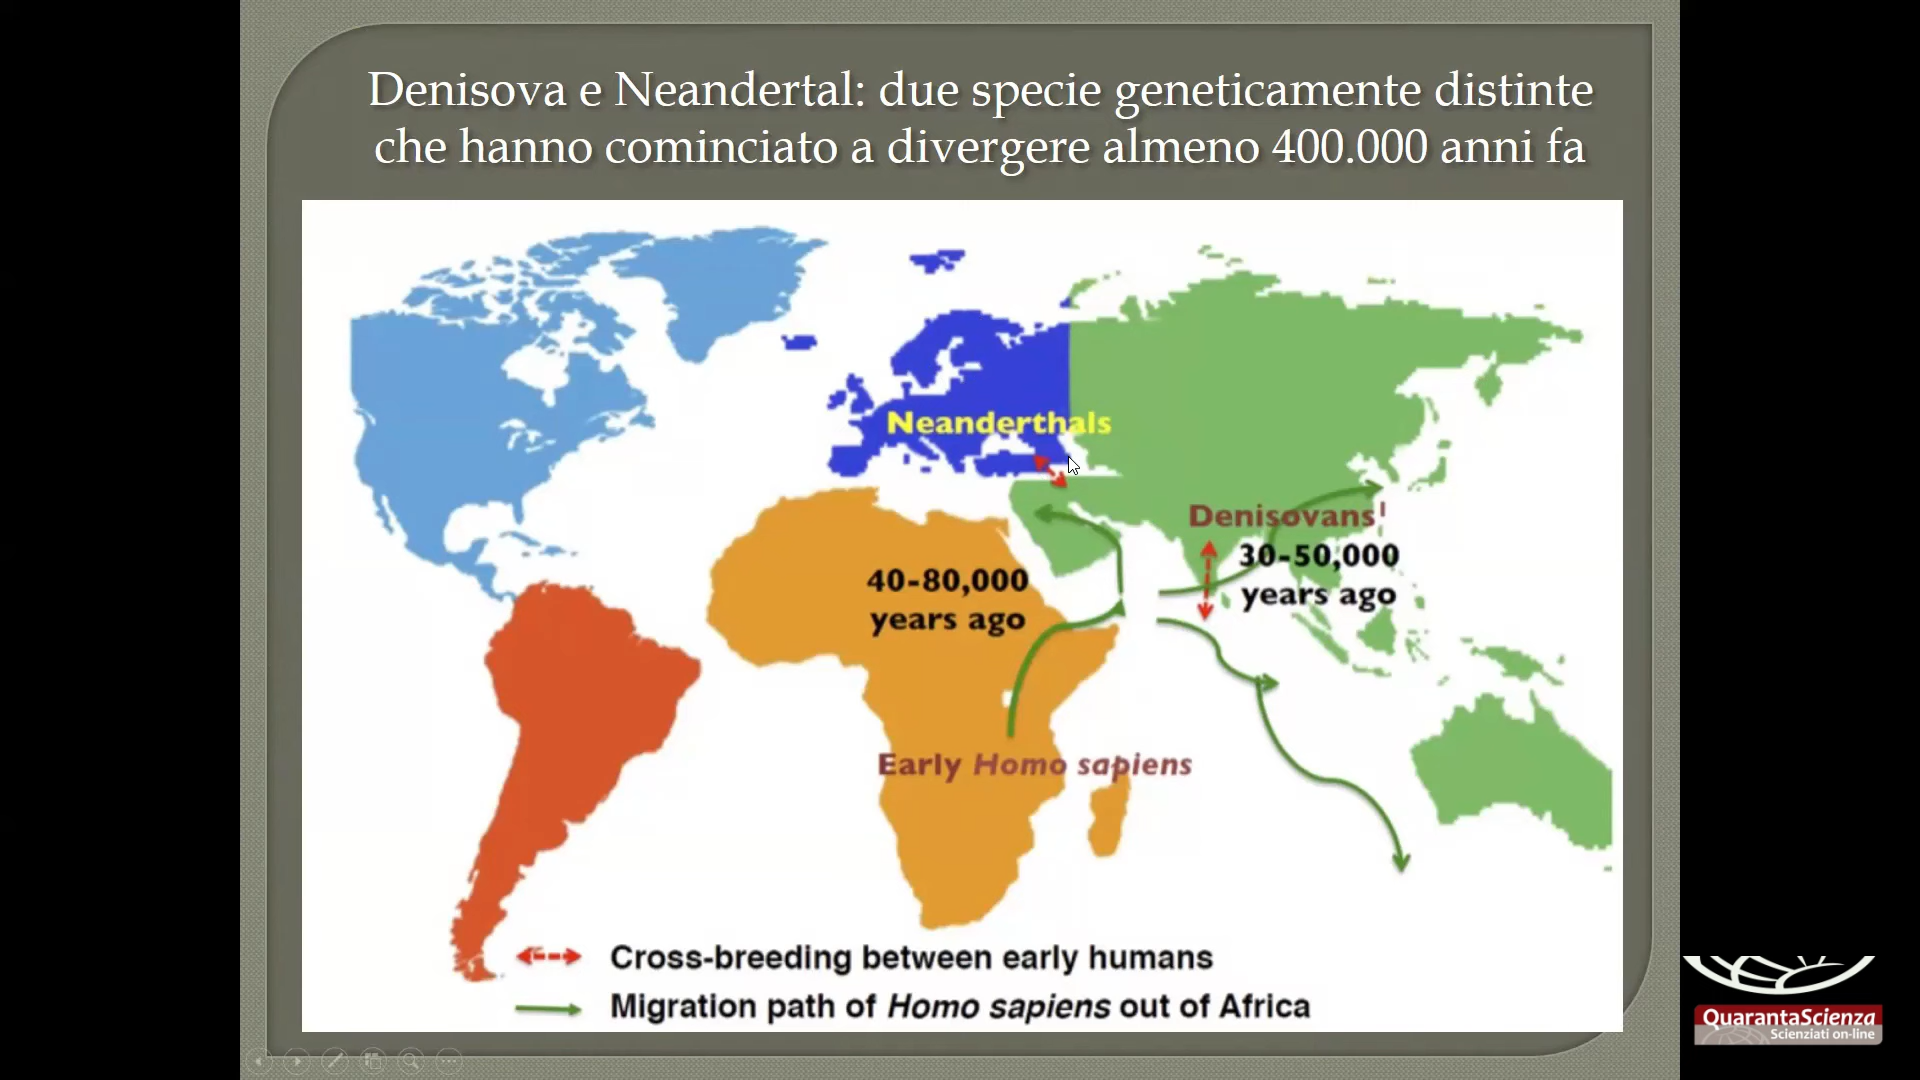 Denisova e Neandertal: due specie geneticamente distinte
che hanno cominciato a divergere almeno 400.000 anni fa
Neanderthals
Denisovans
30-50,000
years ago
40-80,000
years ago
Early Homo sapiens
Cross-breeding between early humans
Migration path of Homo sapiens out of Africa
QuarantaScienza
Scienziati on-line